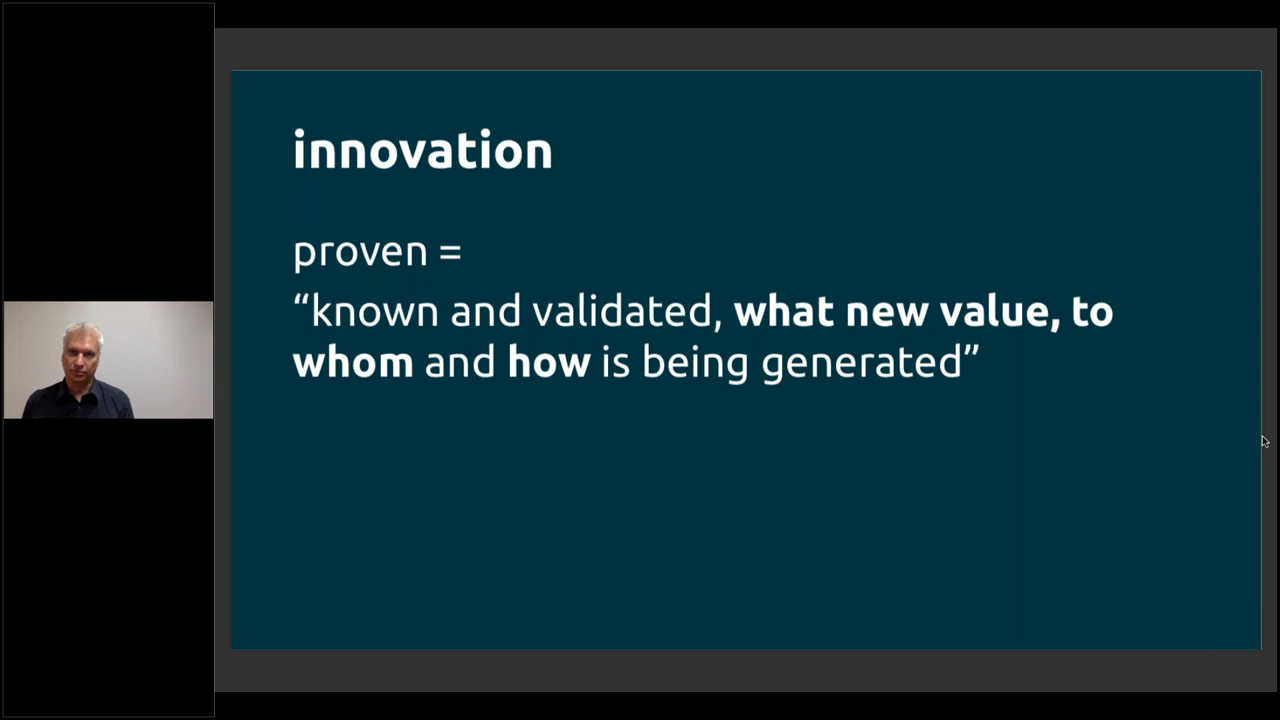 innovation
proven =
“known and validated, what new value, to
whom and how is being generated”